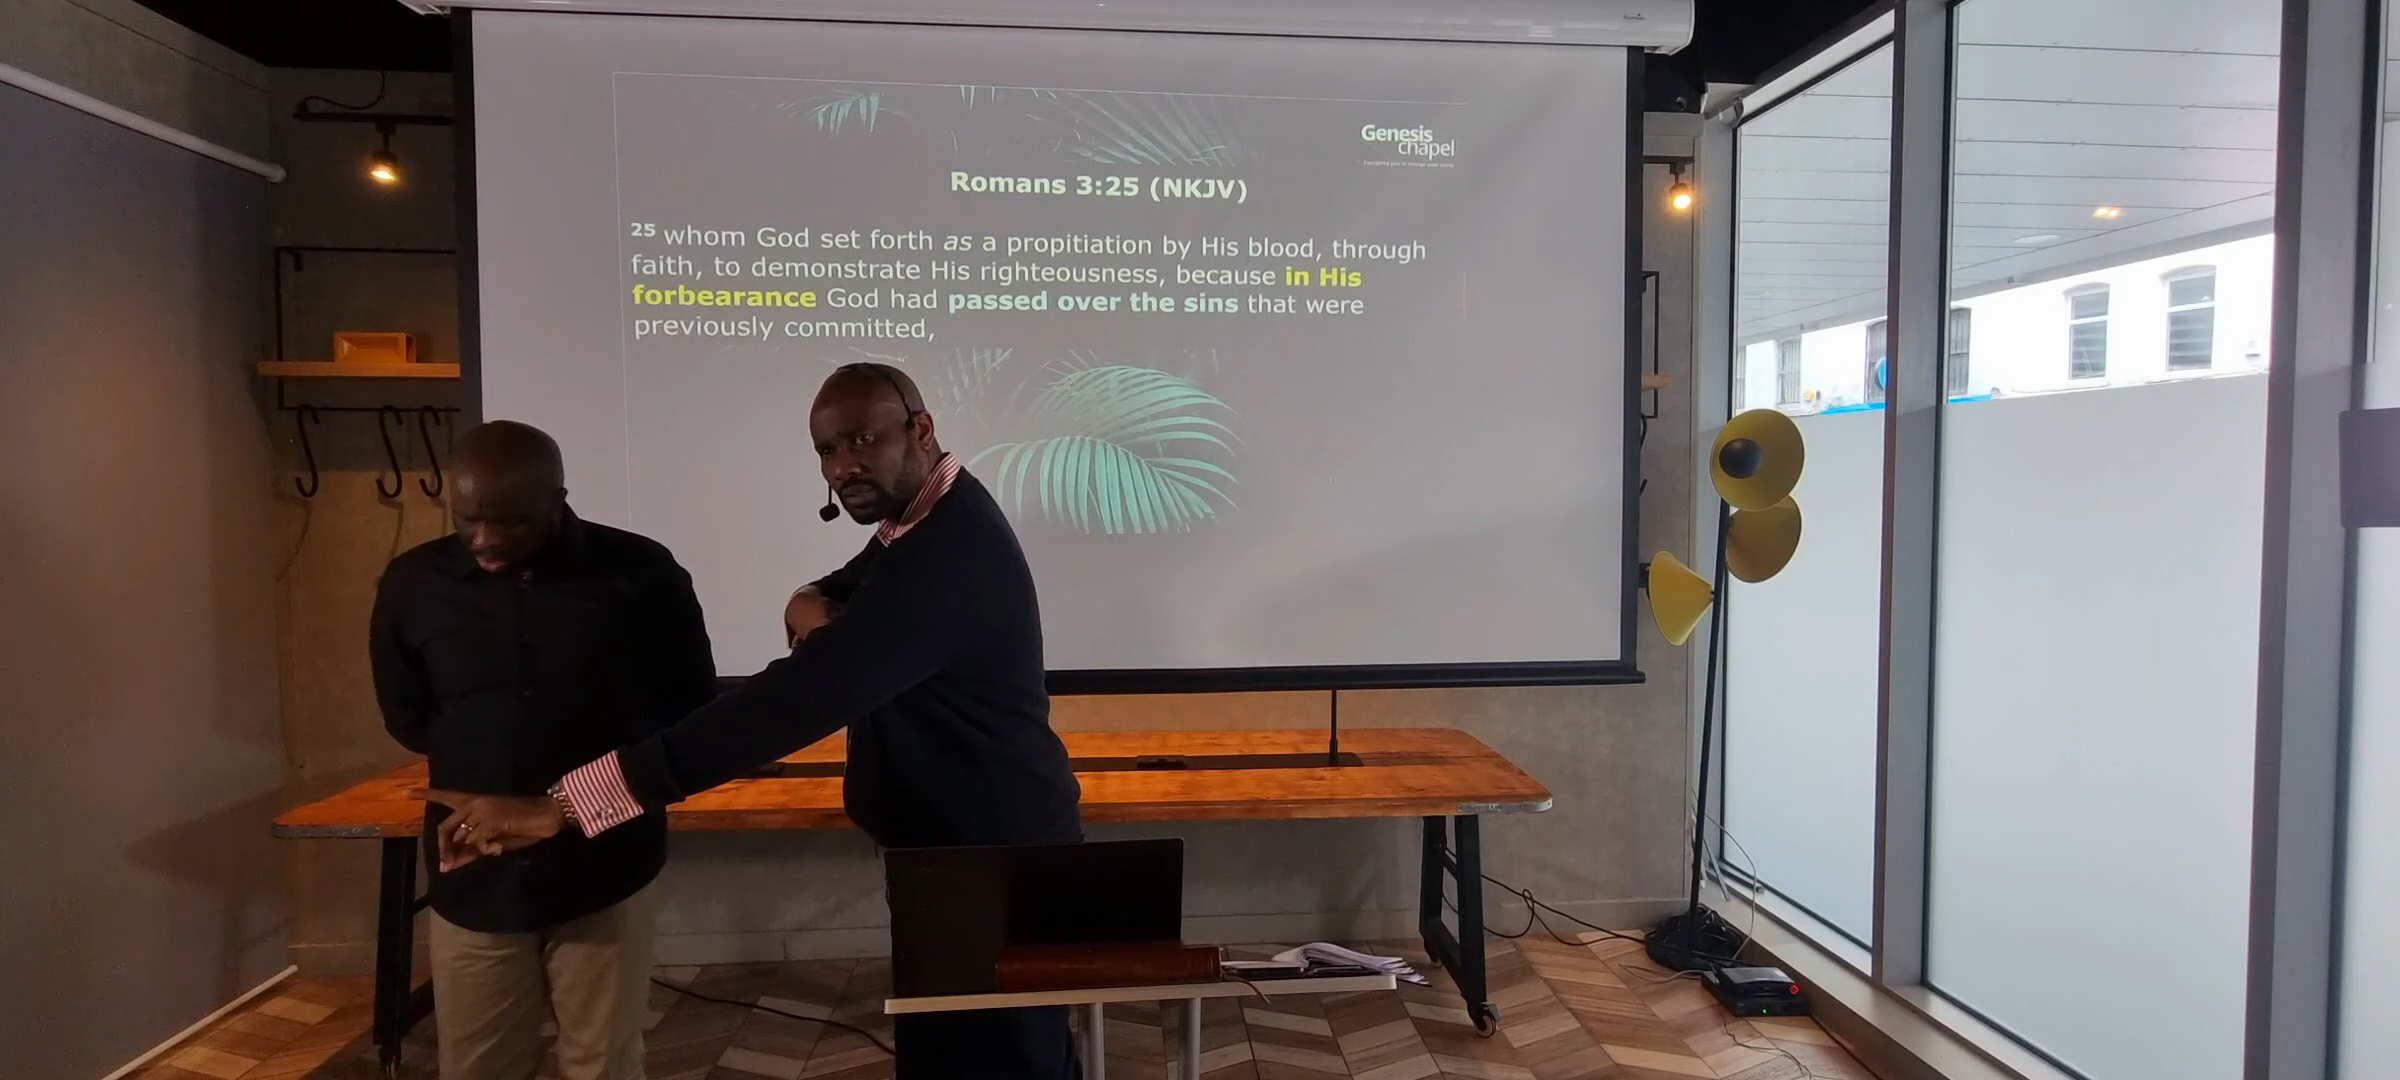 Genesis
chapel
Romans 3:25 (NKJV)
25 whom God set forth as a propitiation by His blood, through
faith, to demonstrate His righteousness, because in His
forbearance God had passed over the sins that were
previously committed,